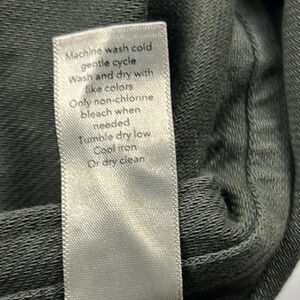 Machine wash cold
gentle cycle
Wash and dry with
like colors
Only non-chlorine
bleach when
needed
Tumble dry low
Cool iron
Or dry clean